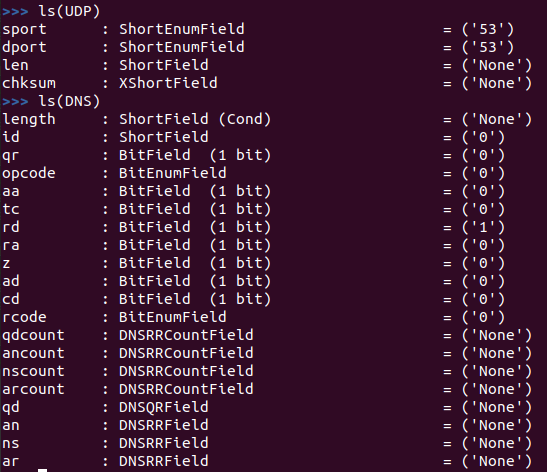 >>> ls(UDP)
sport      : ShortEnumField                      = ('53')
dport      : ShortEnumField                      = ('53')
len        : ShortField                          = ('None')
chksum     : XShortField                         = ('None')
>>> ls(DNS)
length     : ShortField (Cond)                   = ('None')
id         : ShortField                          = ('0')
qr         : BitField  (1 bit)                   = ('0')
opcode     : BitEnumField                        = ('0')
aa         : BitField  (1 bit)                   = ('0')
tc         : BitField  (1 bit)                   = ('0')
rd         : BitField  (1 bit)                   = ('1')
ra         : BitField  (1 bit)                   = ('0')
z          : BitField  (1 bit)                   = ('0')
ad         : BitField  (1 bit)                   = ('0')
cd         : BitField  (1 bit)                   = ('0')
rcode      : BitEnumField                        = ('0')
qdcount    : DNSRRCountField                     = ('None')
ancount    : DNSRRCountField                     = ('None')
nscount    : DNSRRCountField                     = ('None')
arcount    : DNSRRCountField                     = ('None')
qd         : DNSQRField                          = ('None')
an         : DNSRRField                          = ('None')
ns         : DNSRRField                          = ('None')
ar         : DNSRRField                          = ('None')